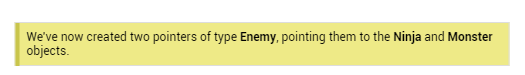 We've now created two pointers of type Enemy, pointing them to the Ninja and Monster
objects.